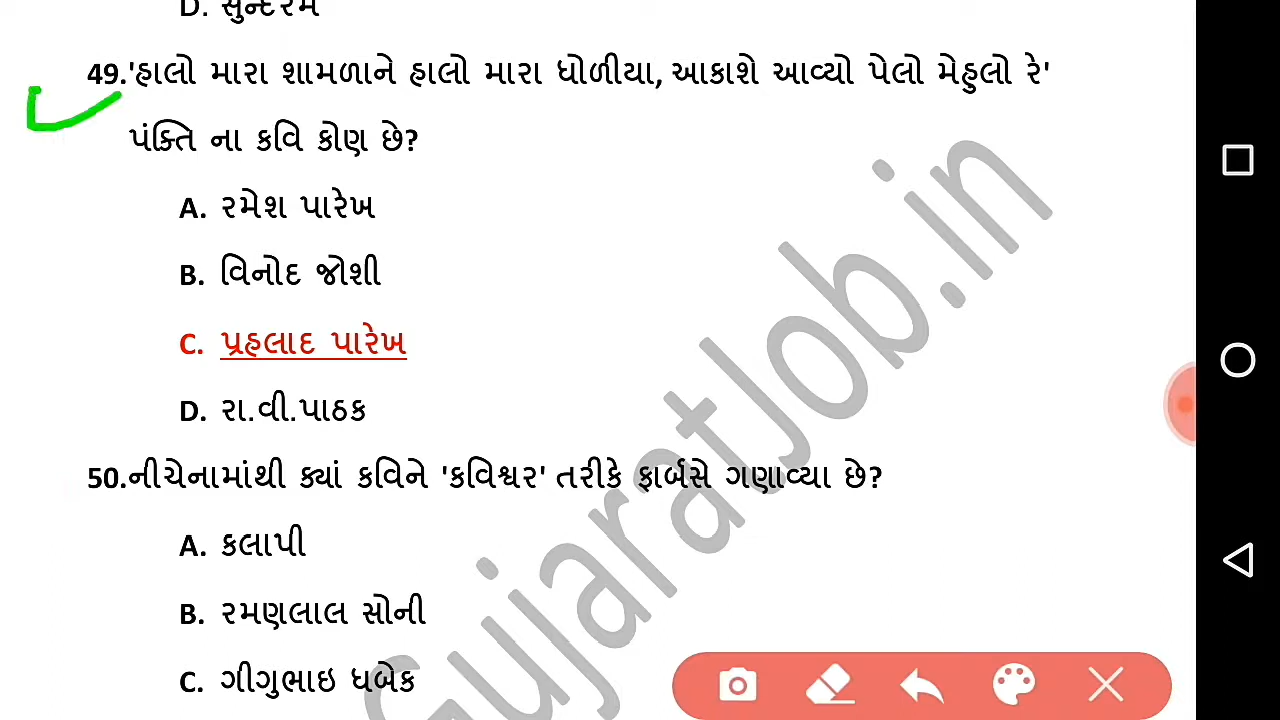 D. સુન્દરમ
49.'હાલો મારા શામળાને હાલો મારા ધોળીયા, આકાશે આવ્યો પેલો મેહુલો રે'
પંક્તિ ના કવિ કોણ છે?
A. રમેશ પારેખ
B. વિનોદ જોશી
C. પ્રહલાદ પારેખ
D. રા.વી.પાઠક
50.નીચેનામાંથી ક્યાં કવિને 'કવિશ્વર' તરીકે ફાર્બસે ગણાવ્યા છે?
A. કલાપી
B. રમણલાલ સોની
C. ગીગુભાઇ ધબેક
GujaratJob.in